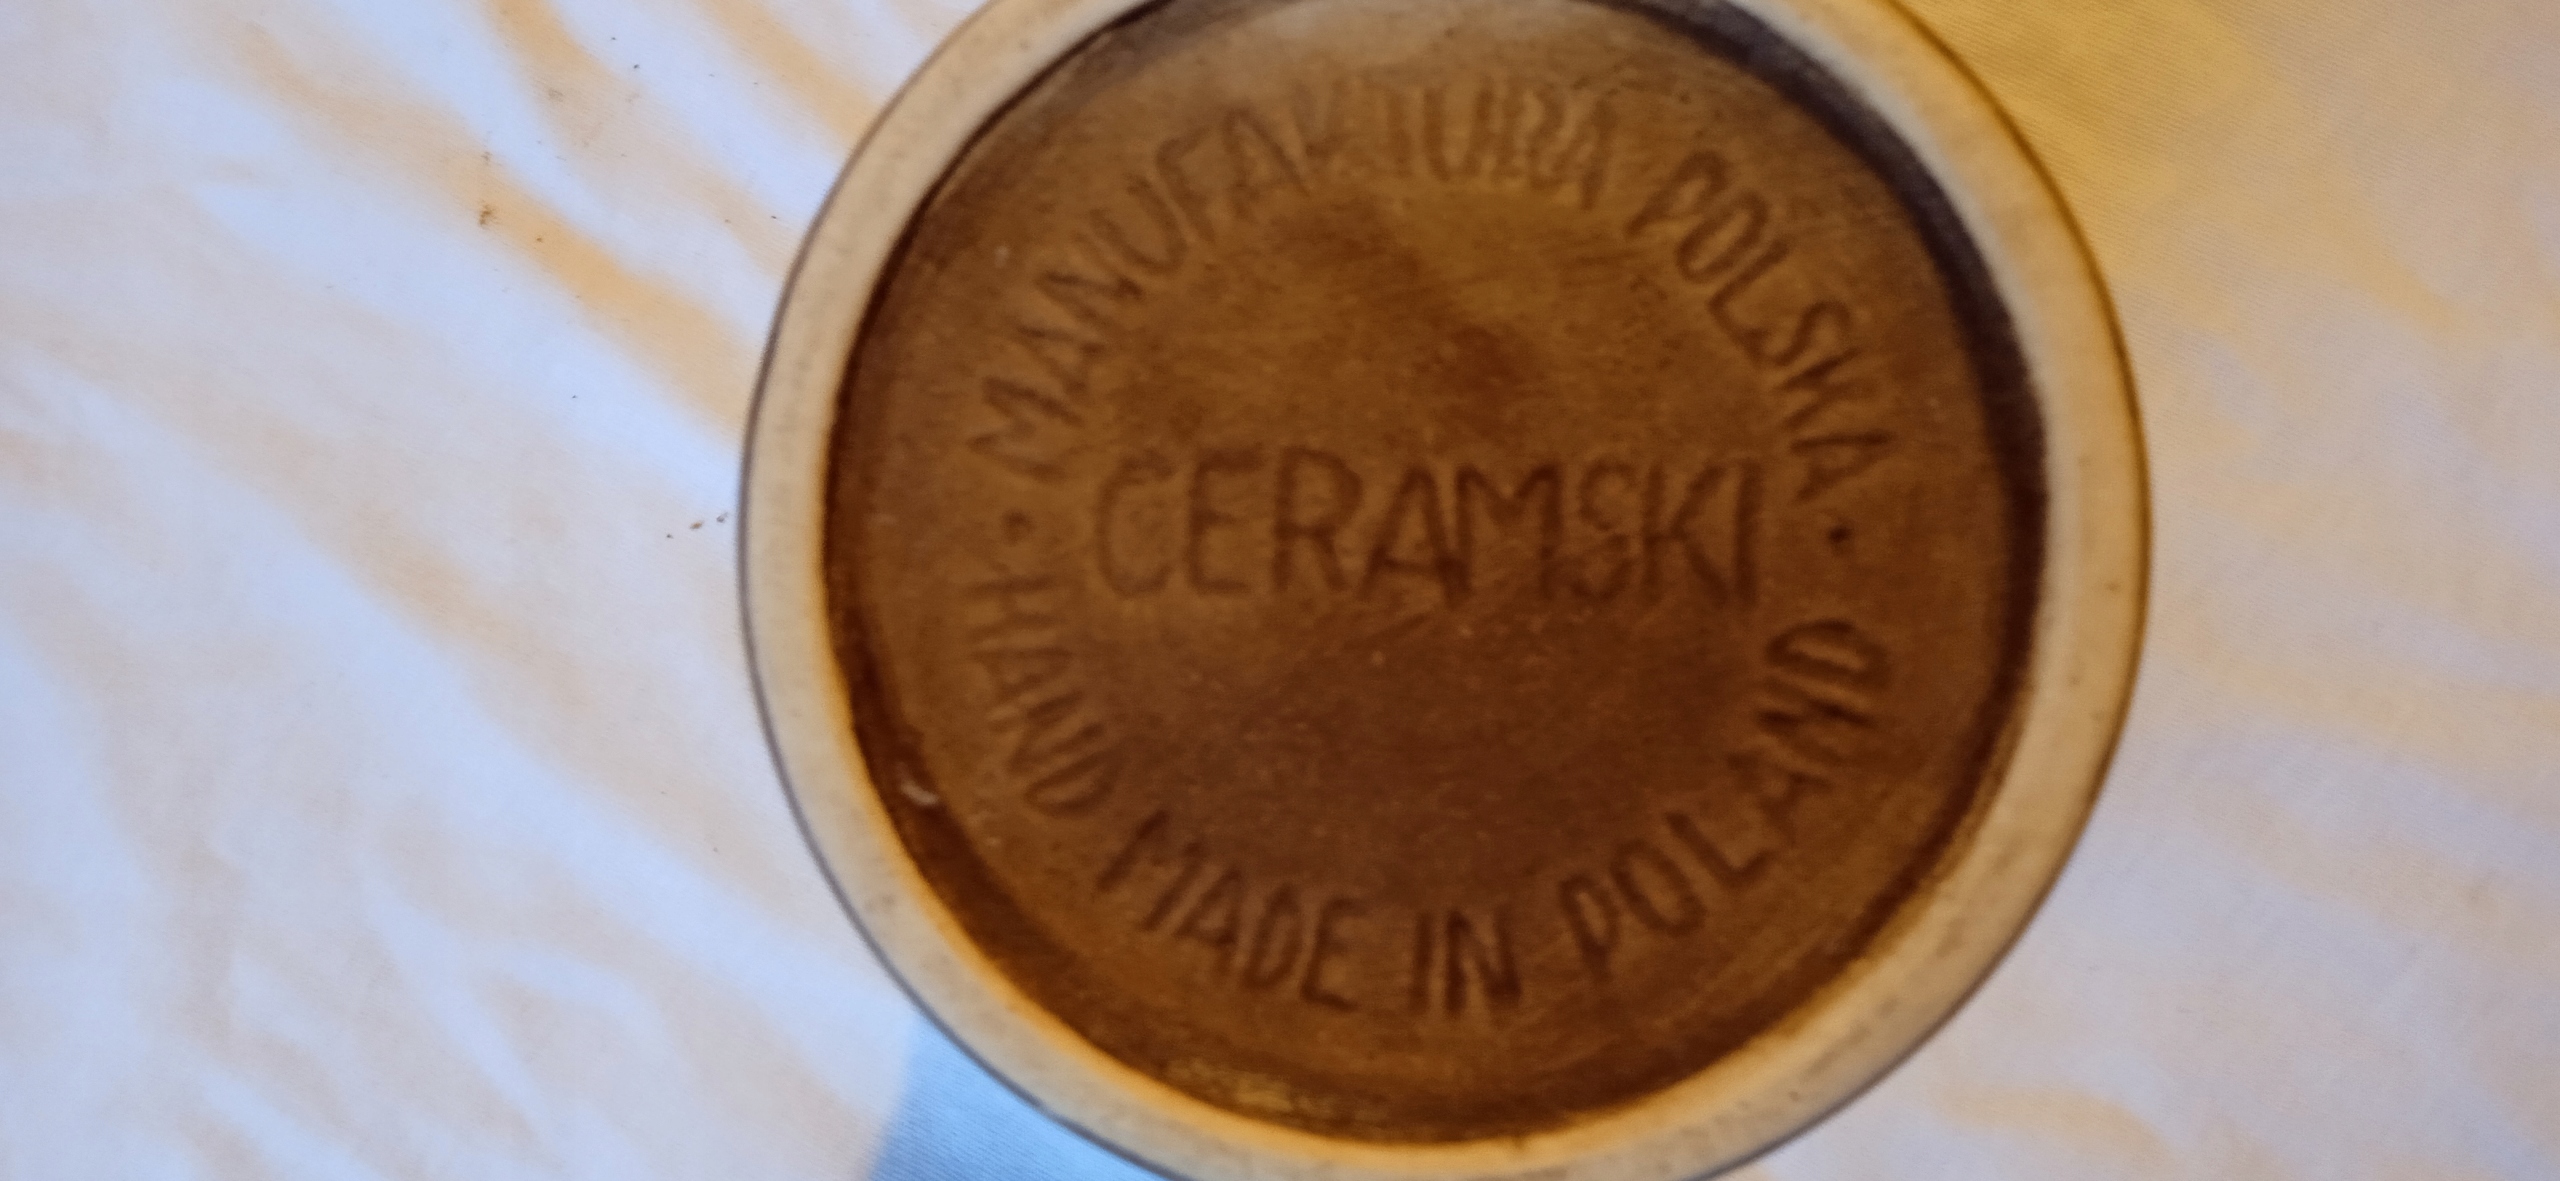 MANUFAKTURA POLSKA
CERAMSKI
HAND MADE IN POLAND